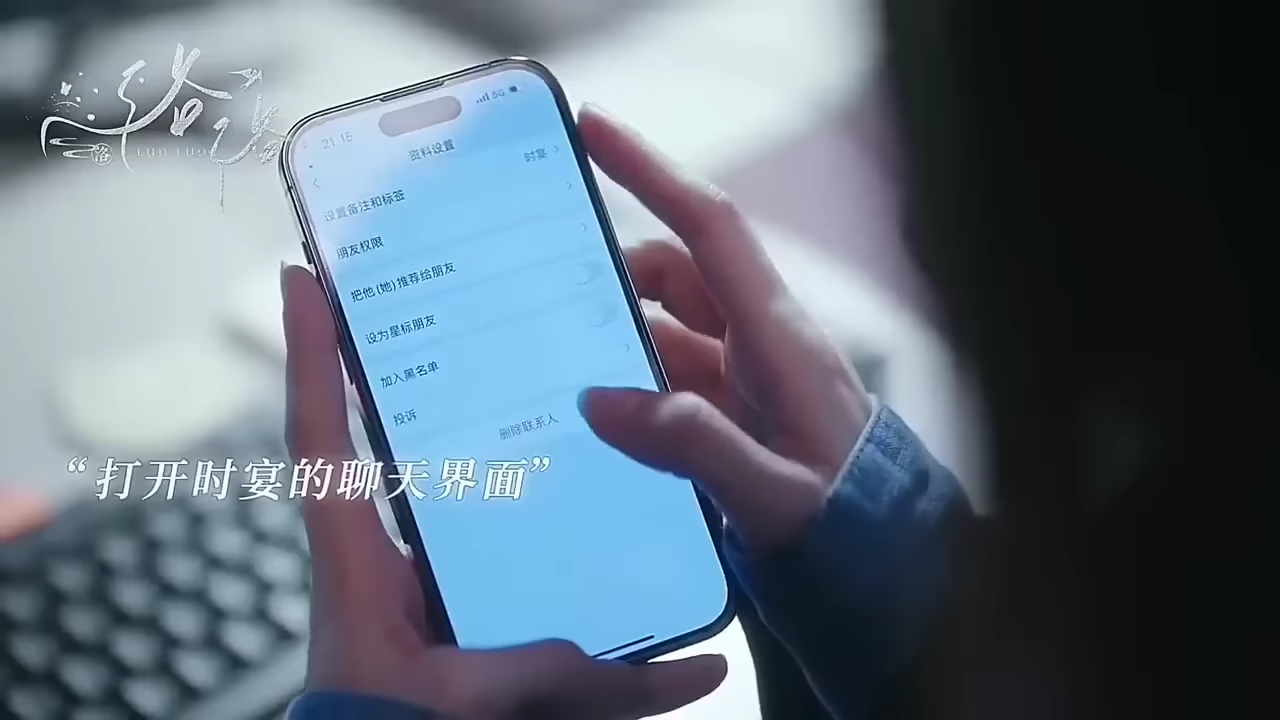 洛
LUO LUO
21:15
5G
资料设置
设置备注和标签
时宴
朋友权限
把他(她)推荐给朋友
设为星标朋友
加入黑名单
投诉
删除联系人
“打开时宴的聊天界面”